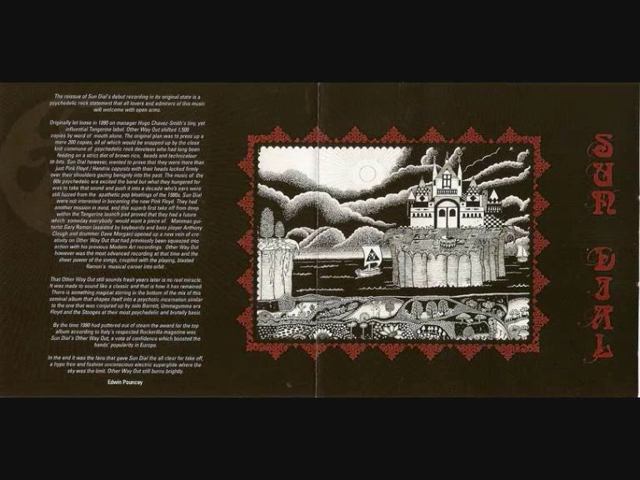 The reissue of Sun Dial's debut recording in its original state is a
psychedelic rock statement that all lovers and admirers of this music
will welcome with open arms.
Originally let loose in 1990 on manager Hugo Chavez-Smith's tiny, yet
influential Tangerine label. Other Way Out shifted 1,500
copies by word of mouth alone. The original plan was to press up a
mere 200 copies, all of which would be snapped up by the close
knit commune of psychedelic rock devotees who had long been
feeding on a strict diet of brown rice, beads and technicolour
Sun Dial however, wanted to prove that they were more than
just Pink Floyd / Hendrix copyists with their heads locked firmly
over their shoulders gazing benignly into the past. The music of the
60s psychedelic era excited the band but what they hungered for
was to take that sound and push it into a decade who's ears were
still fuzzed from the apathetic pop bleatings of the 1980s. Sun Dial
were not interested in becoming the new Pink Floyd. They had
another mission in mind, and this superb first take off from deep
within the Tangerine launch pad proved that they had a future
which someday everybody would want a piece of. Mainman gui-
tarist Gary Ramon (assisted by keyboards and bass player Anthony
Clough and drummer Dave Morgan) opened up a new vein of cre-
ativity on Other Way Out that had previously been squeezed into
action with his previous Modern Art recordings. Other Way Out
however was the most advanced recording at that time and the
sheer power of the songs, coupled with the playing, blasted
Ramon's musical career into orbit.
That Other Way Out still sounds fresh years later is no real miracle.
It was made to sound like a classic and that is how it has remained
There is something magical stirring in the bottom of the mix of this
seminal album that shapes itself into a psychotic incarnation similar
to the one that was conjured up by Syd Barrett, Ummagumma era
Floyd and the Stooges at their most psychedelic and brutally basic.
By the time 1990 had puttered out of steam the award for the top
album according to Italy's respected Rockerilla magazine was
Sun Dial's Other Way Out, a vote of confidence which boosted the
bands' popularity in Europe.
In the end it was the fans that gave Sun Dial the all clear for take off,
a hype free and fashion unconscious electric superglide where the
sky was the limit. Other Way Out still burns brightly.
Edwin Pouncey
SUN DIAL